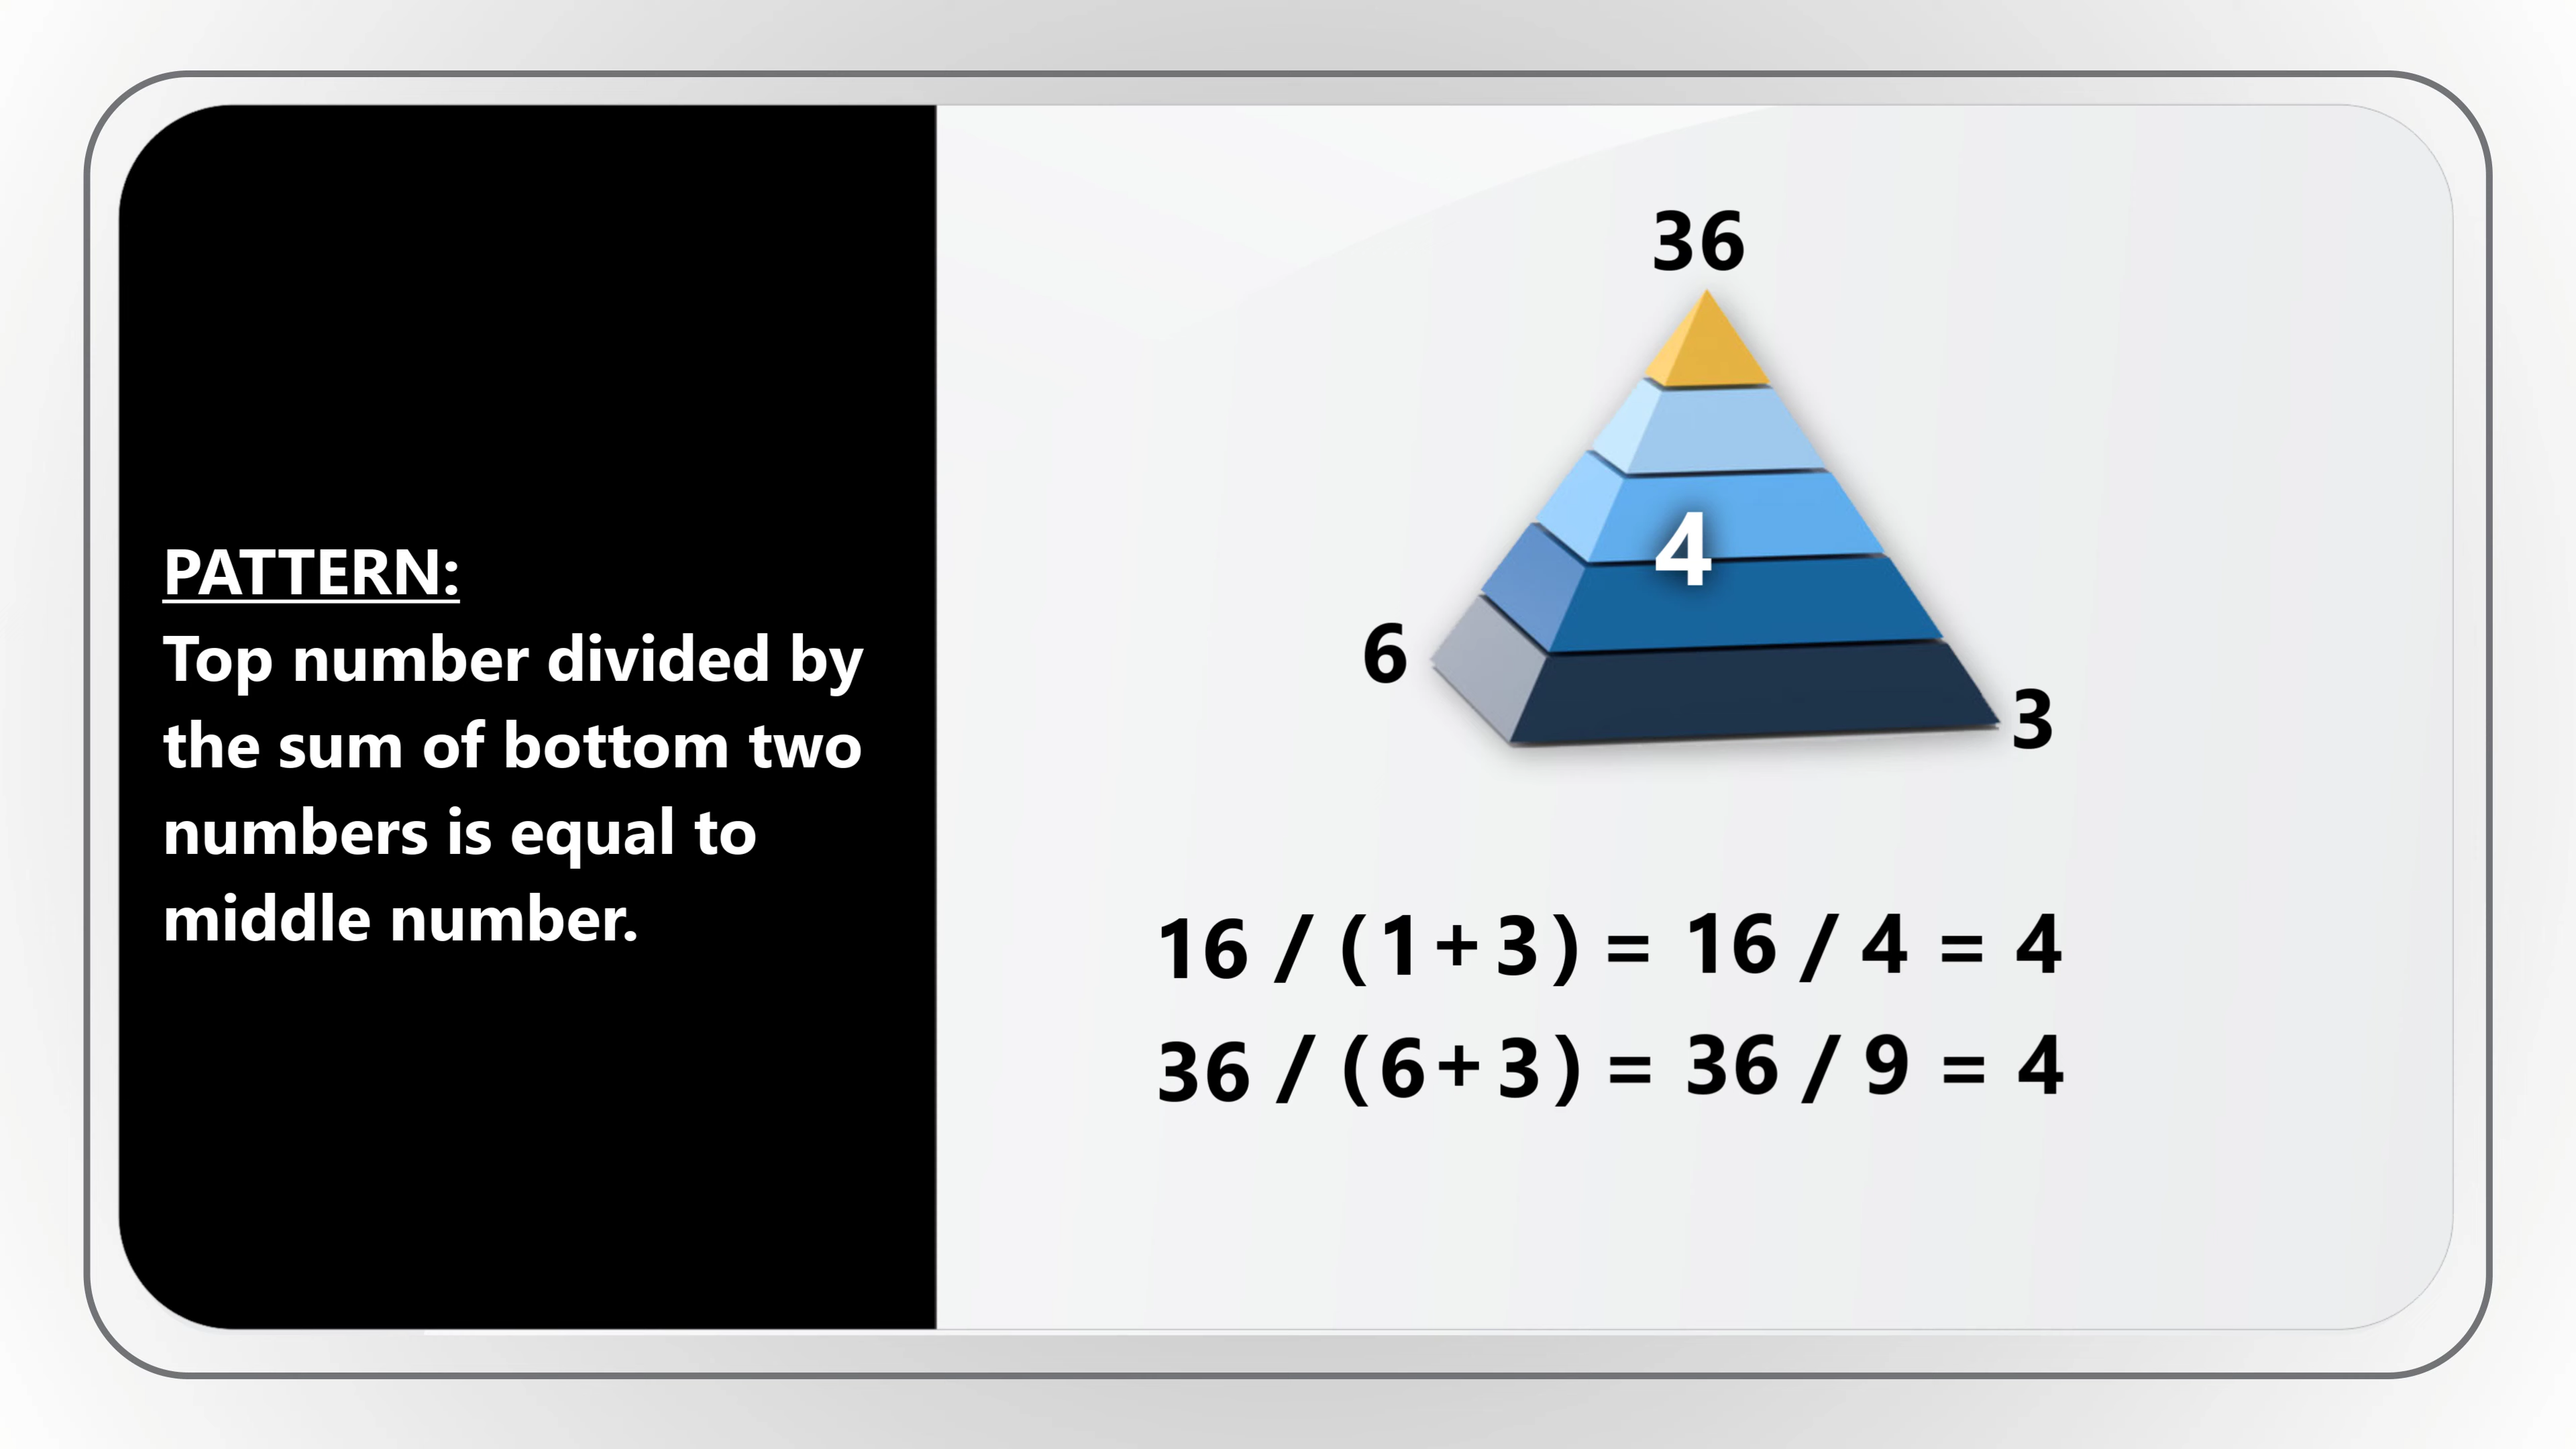 PATTERN:
Top number divided by
the sum of bottom two
numbers is equal to
middle number.
36
4
6
3
16 / (1+3) = 16 / 4 = 4
36 / (6+3) = 36 / 9 = 4